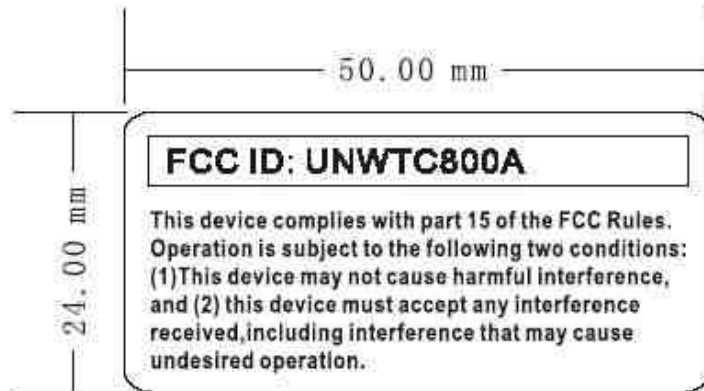 50.00 mm
24.00 mm
FCC ID: UNWTC800A
This device complies with part 15 of the FCC Rules.
Operation is subject to the following two conditions:
(1)This device may not cause harmful interference,
and (2) this device must accept any interference
received,including interference that may cause
undesired operation.